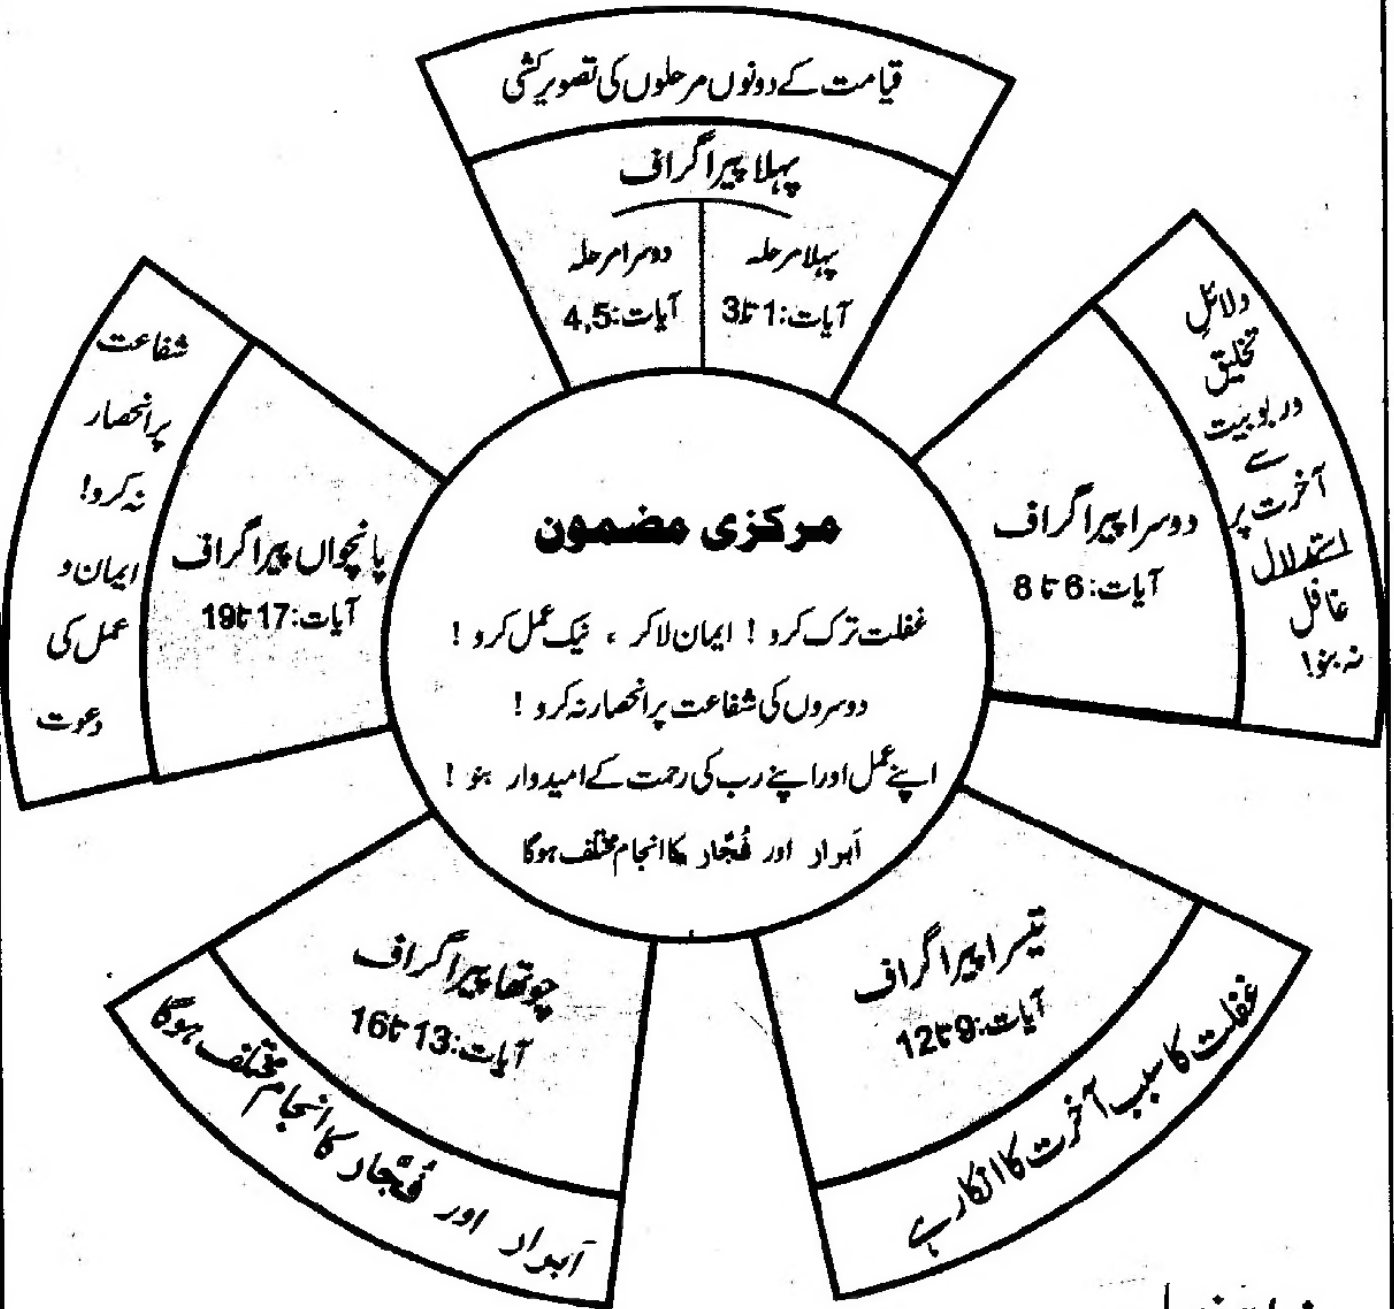 قیامت کے دونوں مرحلوں کی تصویر کشی
پہلا پیراگراف
پہلا مرحلہ
آیات: 1 تا 3
دوسرا مرحلہ
آیات: 4,5
دلائلِ
تخلیق
و ربوبیت
سے
آخرت پر
استدلال
غافل
نہ بنو!
دوسرا پیراگراف
آیات: 6 تا 8
تیسرا پیراگراف
آیات: 9 تا 12
غفلت کا سبب آخرت کا انکار ہے
چوتھا پیراگراف
آیات: 13 تا 16
اَبرار اور فُجّار کا انجام مختلف ہوگا
پانچواں پیراگراف
آیات: 17 تا 19
شفاعت
پر انحصار
نہ کرو!
ایمان و
عمل کی
دعوت
مرکزی مضمون
غفلت ترک کرو ! ایمان لا کر ، نیک عمل کرو !
دوسروں کی شفاعت پر انحصار نہ کرو !
اپنے عمل اور اپنے رب کی رحمت کے امیدوار بنو !
اَبرار اور فُجّار کا انجام مختلف ہوگا